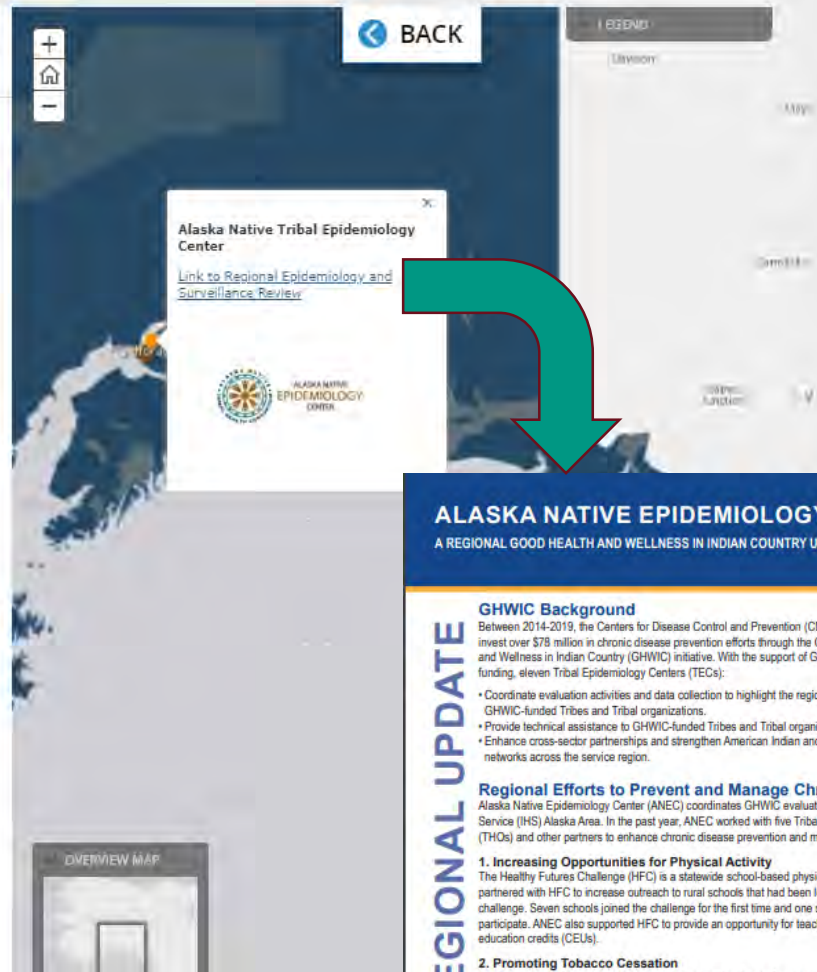 +
BACK
LEGEND
Dawson
Mayo
−
×
Alaska Native Tribal Epidemiology
Center
Link to Regional Epidemiology and
Surveillance Review
ALASKA NATIVE
EPIDEMIOLOGY
CENTER
ALASKA NATIVE EPIDEMIOLOGY
A REGIONAL GOOD HEALTH AND WELLNESS IN INDIAN COUNTRY U
REGIONAL UPDATE
GHWIC Background
Between 2014-2019, the Centers for Disease Control and Prevention (C
invest over $78 million in chronic disease prevention efforts through the
and Wellness in Indian Country (GHWIC) initiative. With the support of G
funding, eleven Tribal Epidemiology Centers (TECs):
• Coordinate evaluation activities and data collection to highlight the regio
GHWIC-funded Tribes and Tribal organizations.
• Provide technical assistance to GHWIC-funded Tribes and Tribal organi
• Enhance cross-sector partnerships and strengthen American Indian and
networks across the service region.
Regional Efforts to Prevent and Manage Chr
Alaska Native Epidemiology Center (ANEC) coordinates GHWIC evaluat
Service (IHS) Alaska Area. In the past year, ANEC worked with five Triba
(THOs) and other partners to enhance chronic disease prevention and m
1. Increasing Opportunities for Physical Activity
The Healthy Futures Challenge (HFC) is a statewide school-based physi
partnered with HFC to increase outreach to rural schools that had been l
challenge. Seven schools joined the challenge for the first time and one s
participate. ANEC also supported HFC to provide an opportunity for teac
education credits (CEUs).
2. Promoting Tobacco Cessation
OVERVIEW MAP